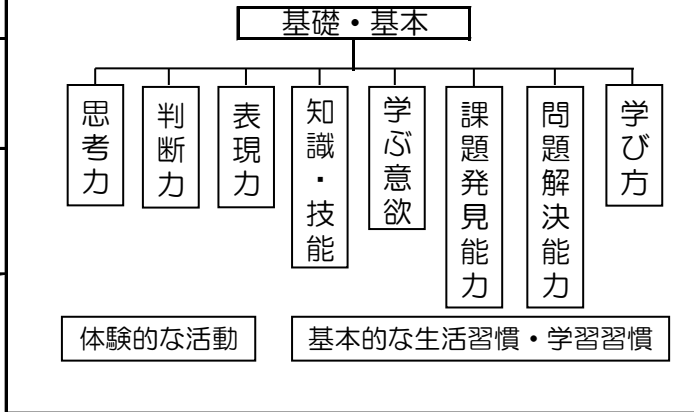 基礎・基本
思考力
判断力
表現力
知識・技能
学ぶ意欲
課題発見能力
問題解決能力
学び方
体験的な活動
基本的な生活習慣・学習習慣